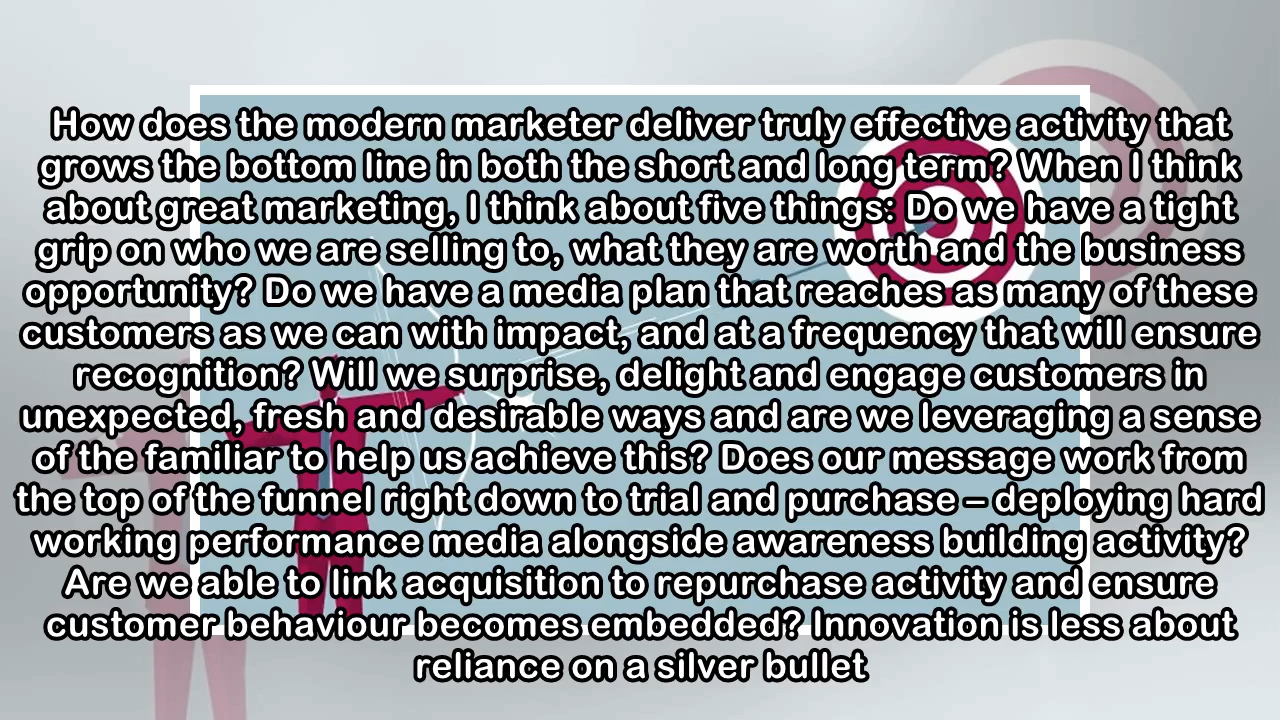 How does the modern marketer deliver truly effective activity that
grows the bottom line in both the short and long term? When I think
about great marketing, I think about five things: Do we have a tight
grip on who we are selling to, what they are worth and the business
opportunity? Do we have a media plan that reaches as many of these
customers as we can with impact, and at a frequency that will ensure
recognition? Will we surprise, delight and engage customers in
unexpected, fresh and desirable ways and are we leveraging a sense
of the familiar to help us achieve this? Does our message work from
the top of the funnel right down to trial and purchase – deploying hard
working performance media alongside awareness building activity?
Are we able to link acquisition to repurchase activity and ensure
customer behaviour becomes embedded? Innovation is less about
reliance on a silver bullet